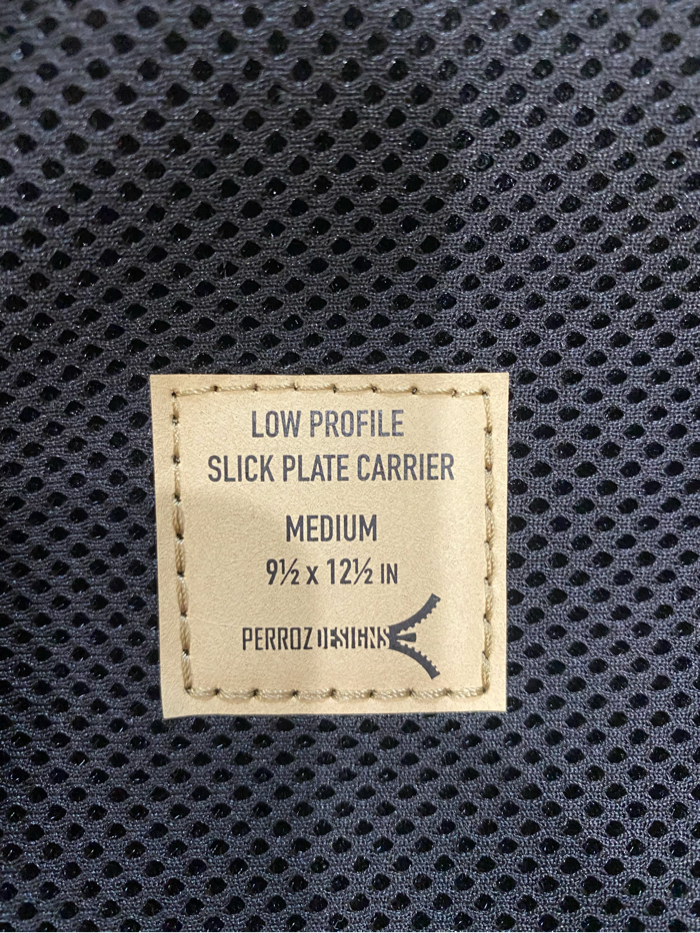 LOW PROFILE
SLICK PLATE CARRIER
MEDIUM
9½ x 12½ IN
PERROZ DESIGNS